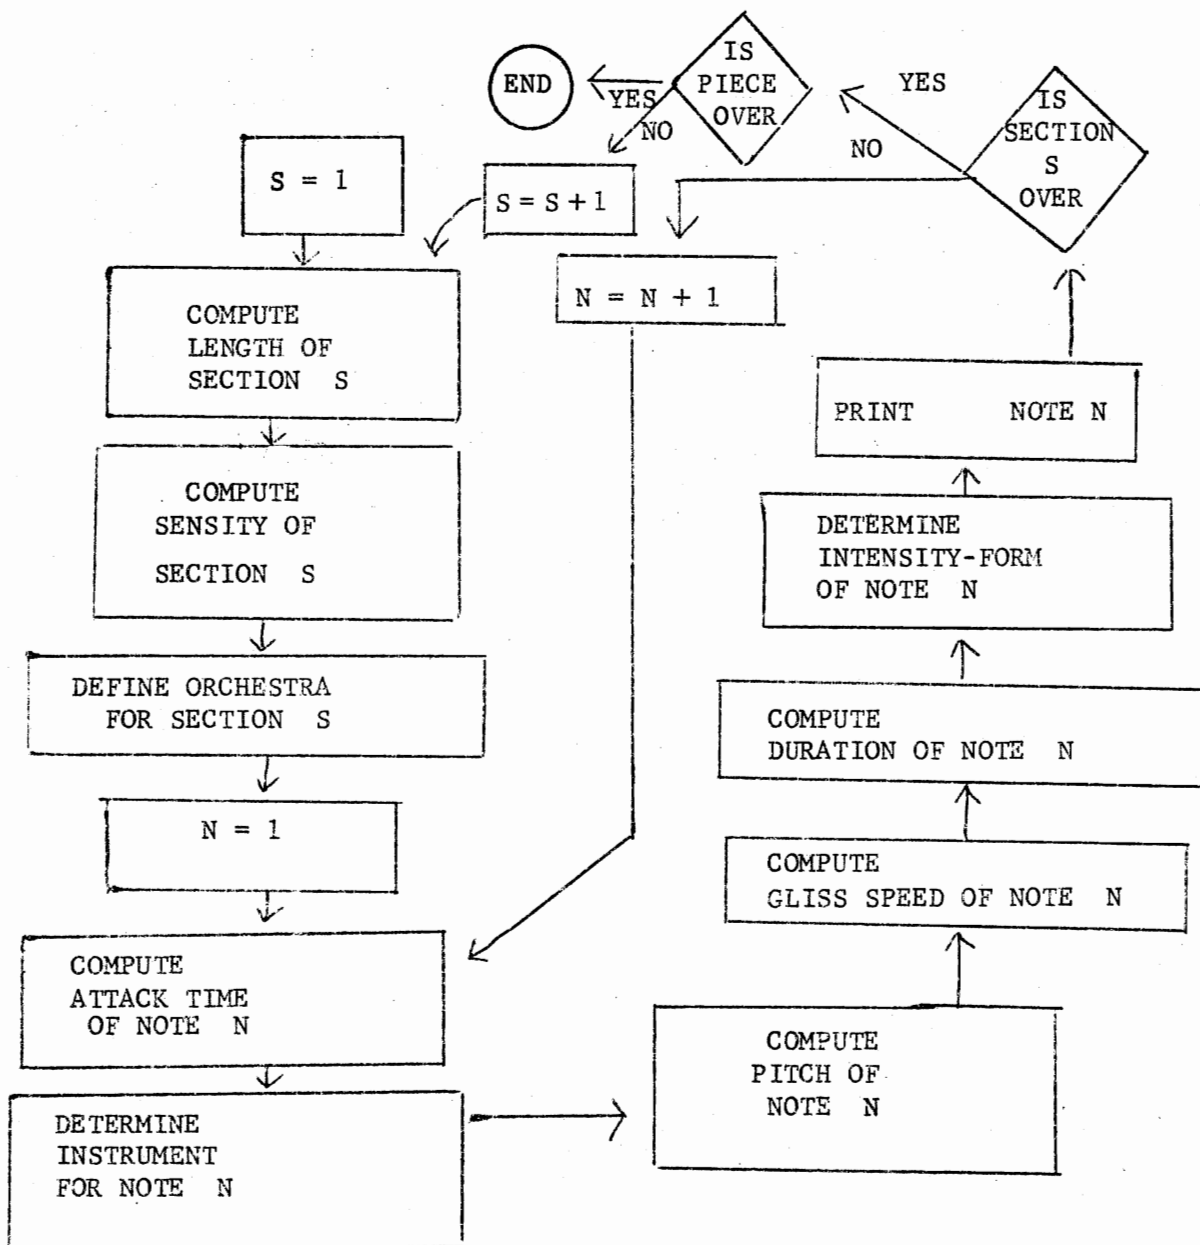 S = 1
COMPUTE
LENGTH OF
SECTION S
COMPUTE
SENSITY OF
SECTION S
DEFINE ORCHESTRA
FOR SECTION S
N = 1
COMPUTE
ATTACK TIME
OF NOTE N
DETERMINE
INSTRUMENT
FOR NOTE N
COMPUTE
PITCH OF
NOTE N
COMPUTE
GLISS SPEED OF NOTE N
COMPUTE
DURATION OF NOTE N
DETERMINE
INTENSITY-FORM
OF NOTE N
PRINT NOTE N
IS
SECTION
S
OVER
YES
NO
N = N + 1
IS
PIECE
OVER
YES
NO
S = S + 1
END